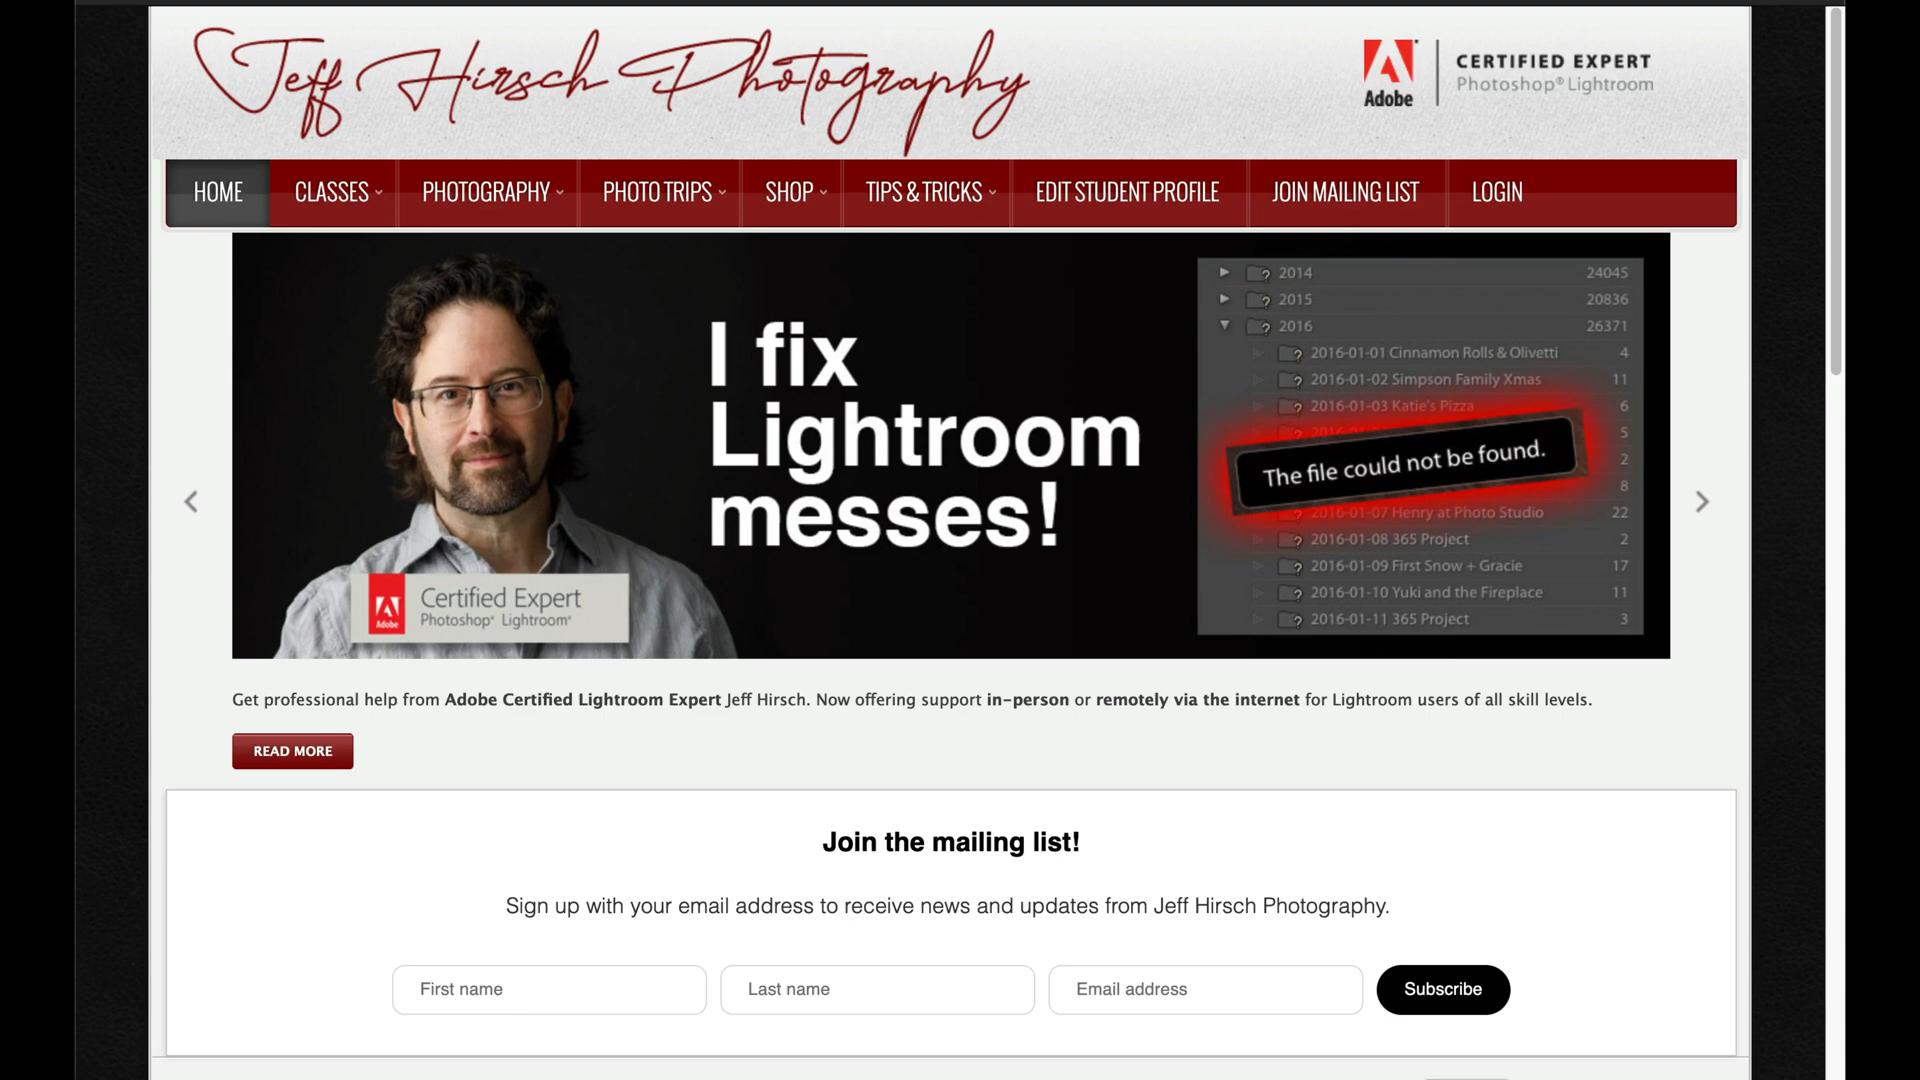 Jeff Hirsch Photography
Adobe
CERTIFIED EXPERT
Photoshop® Lightroom
HOME
CLASSES
PHOTOGRAPHY
PHOTO TRIPS
SHOP
TIPS & TRICKS
EDIT STUDENT PROFILE
JOIN MAILING LIST
LOGIN
I fix
Lightroom
messes!
Adobe
Certified Expert
Photoshop® Lightroom®
2014 24045
2015 20836
2016 26371
2016-01-01 Cinnamon Rolls & Olivetti 4
2016-01-02 Simpson Family Xmas 11
2016-01-03 Katie's Pizza 6
5
The file could not be found.
2
8
2016-01-07 Henry at Photo Studio 22
2016-01-08 365 Project 2
2016-01-09 First Snow + Gracie 17
2016-01-10 Yuki and the Fireplace 11
2016-01-11 365 Project 3
Get professional help from Adobe Certified Lightroom Expert Jeff Hirsch. Now offering support in-person or remotely via the internet for Lightroom users of all skill levels.
READ MORE
Join the mailing list!
Sign up with your email address to receive news and updates from Jeff Hirsch Photography.
First name
Last name
Email address
Subscribe